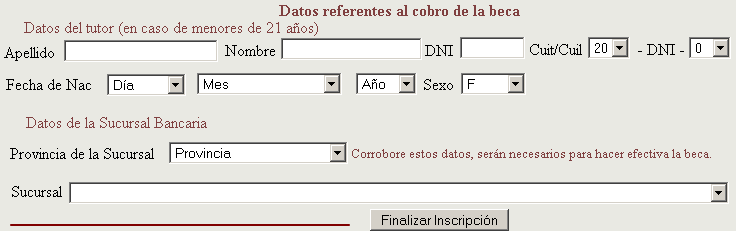 Datos referentes al cobro de la beca
Datos del tutor (en caso de menores de 21 años)
Apellido Nombre DNI Cuit/Cuil 20 - DNI - 0
Fecha de Nac Día Mes Año Sexo F
Datos de la Sucursal Bancaria
Provincia de la Sucursal Provincia Corrobore estos datos, serán necesarios para hacer efectiva la beca.
Sucursal
Finalizar Inscripción